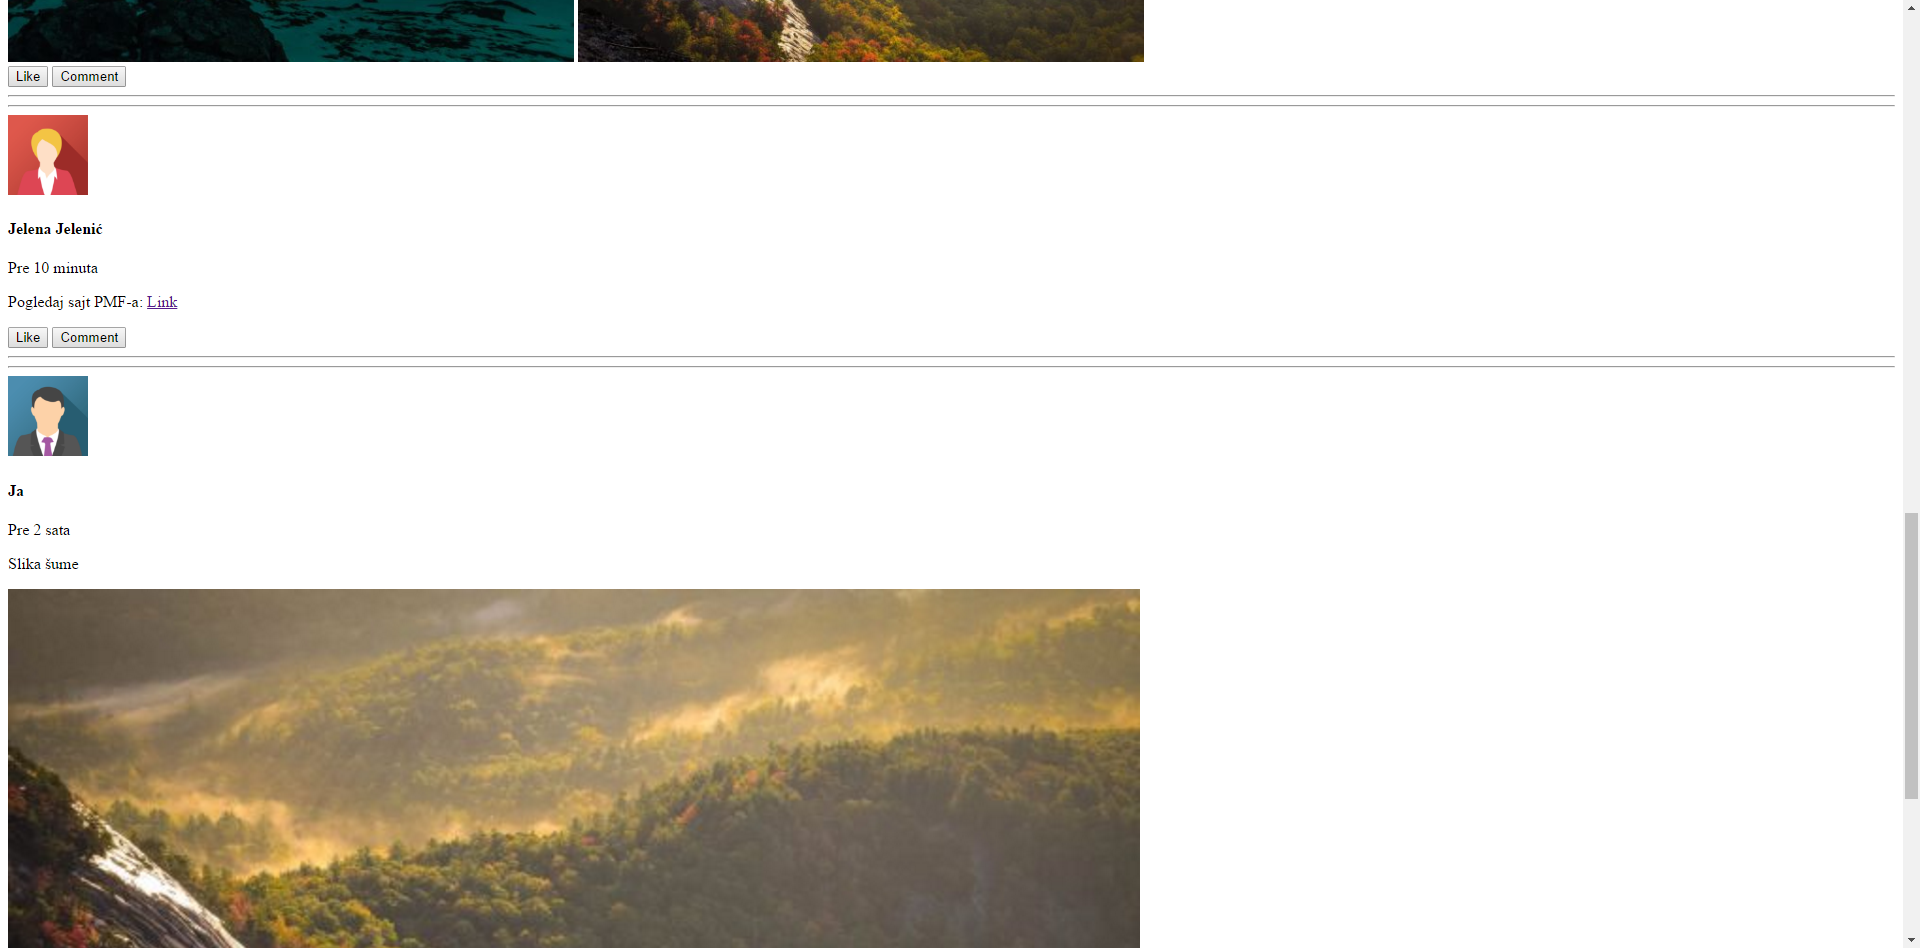 Like Comment
Jelena Jelenić
Pre 10 minuta
Pogledaj sajt PMF-a: Link
Like Comment
Ja
Pre 2 sata
Slika šume